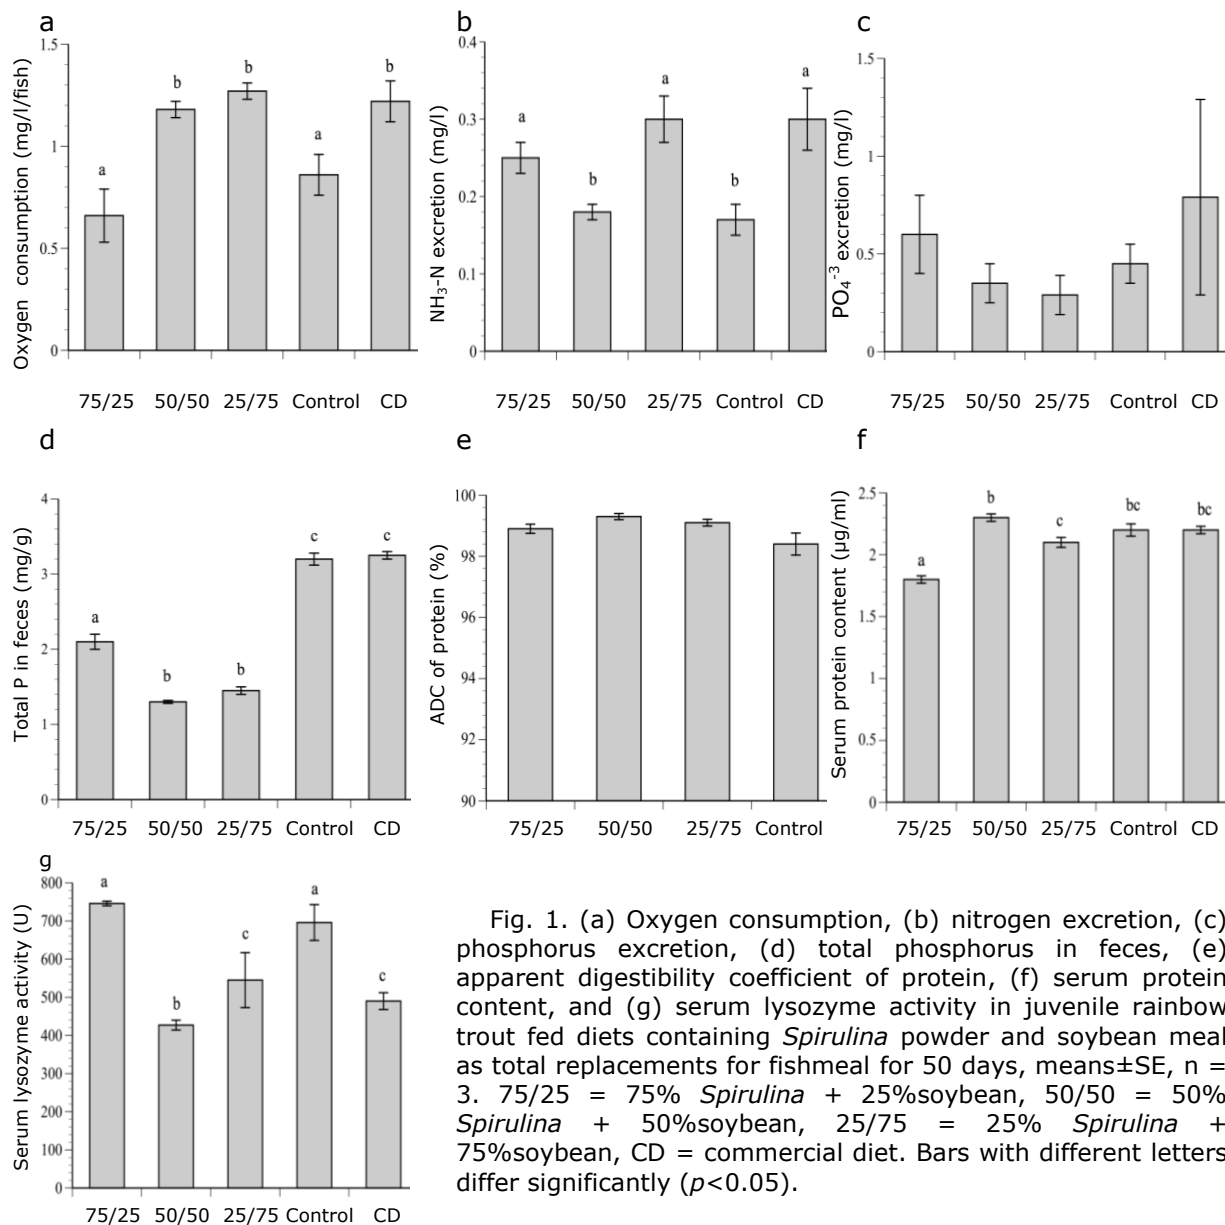 a
Oxygen consumption (mg/l/fish)
1.5
1
0.5
0
a
b
b
a
b
75/25 50/50 25/75 Control CD
b
NH₃-N excretion (mg/l)
0.4
0.3
0.2
0.1
0
a
b
a
b
a
75/25 50/50 25/75 Control CD
c
PO₄⁻³ excretion (mg/l)
1.5
1
0.5
0
75/25 50/50 25/75 Control CD
d
Total P in feces (mg/g)
4
3
2
1
0
a
b
b
c
c
75/25 50/50 25/75 Control CD
e
ADC of protein (%)
100
98
96
94
92
90
75/25 50/50 25/75 Control
f
Serum protein content (µg/ml)
2.5
2
1.5
1
0.5
0
a
b
c
bc
bc
75/25 50/50 25/75 Control CD
g
Serum lysozyme activity (U)
800
700
600
500
400
300
200
100
0
a
b
c
a
c
75/25 50/50 25/75 Control CD
Fig. 1. (a) Oxygen consumption, (b) nitrogen excretion, (c)
phosphorus excretion, (d) total phosphorus in feces, (e)
apparent digestibility coefficient of protein, (f) serum protein
content, and (g) serum lysozyme activity in juvenile rainbow
trout fed diets containing Spirulina powder and soybean meal
as total replacements for fishmeal for 50 days, means±SE, n =
3. 75/25 = 75% Spirulina + 25%soybean, 50/50 = 50%
Spirulina + 50%soybean, 25/75 = 25% Spirulina +
75%soybean, CD = commercial diet. Bars with different letters
differ significantly (p<0.05).